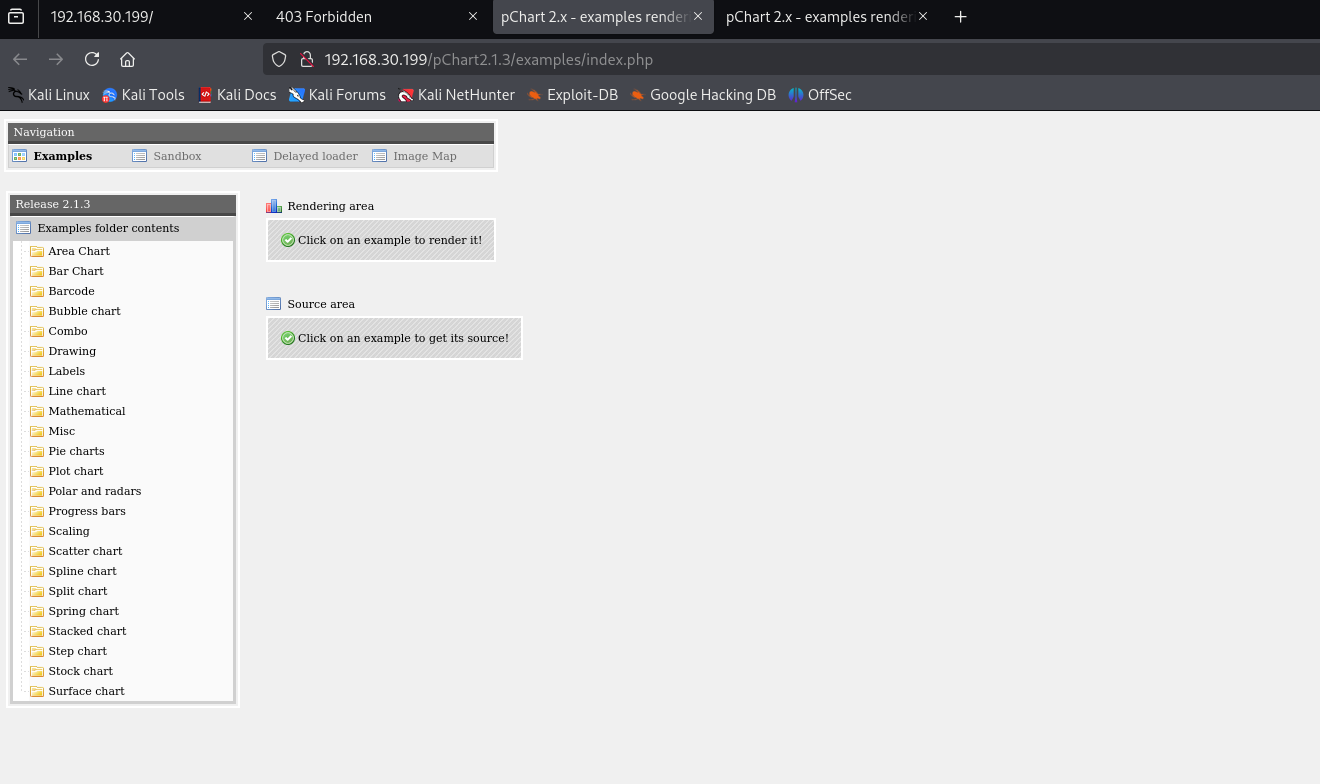 192.168.30.199/ 403 Forbidden pChart 2.x - examples render pChart 2.x - examples render
192.168.30.199/pChart2.1.3/examples/index.php
Kali Linux Kali Tools Kali Docs Kali Forums Kali NetHunter Exploit-DB Google Hacking DB OffSec
Navigation
Examples Sandbox Delayed loader Image Map
Release 2.1.3
Examples folder contents
Area Chart
Bar Chart
Barcode
Bubble chart
Combo
Drawing
Labels
Line chart
Mathematical
Misc
Pie charts
Plot chart
Polar and radars
Progress bars
Scaling
Scatter chart
Spline chart
Split chart
Spring chart
Stacked chart
Step chart
Stock chart
Surface chart
Rendering area
Click on an example to render it!
Source area
Click on an example to get its source!